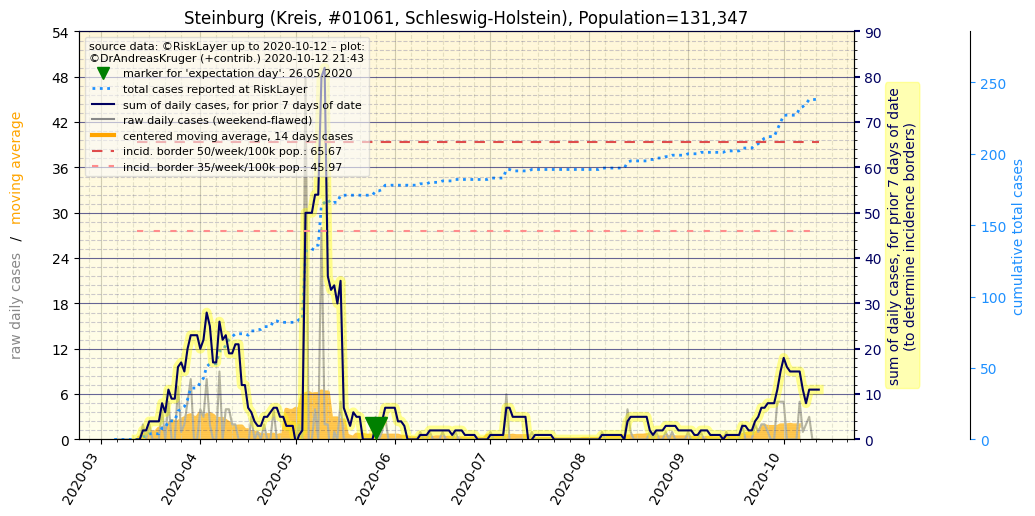 Steinburg (Kreis, #01061, Schleswig-Holstein), Population=131,347
source data: ©RiskLayer up to 2020-10-12 – plot:
©DrAndreasKruger (+contrib.) 2020-10-12 21:43
marker for 'expectation day': 26.05.2020
total cases reported at RiskLayer
sum of daily cases, for prior 7 days of date
raw daily cases (weekend-flawed)
centered moving average, 14 days cases
incid. border 50/week/100k pop.: 65.67
incid. border 35/week/100k pop.: 45.97
raw daily cases / moving average
54
48
42
36
30
24
18
12
6
0
90
80
70
60
50
40
30
20
10
0
sum of daily cases, for prior 7 days of date
(to determine incidence borders)
250
200
150
100
50
0
cumulative total cases
2020-03
2020-04
2020-05
2020-06
2020-07
2020-08
2020-09
2020-10